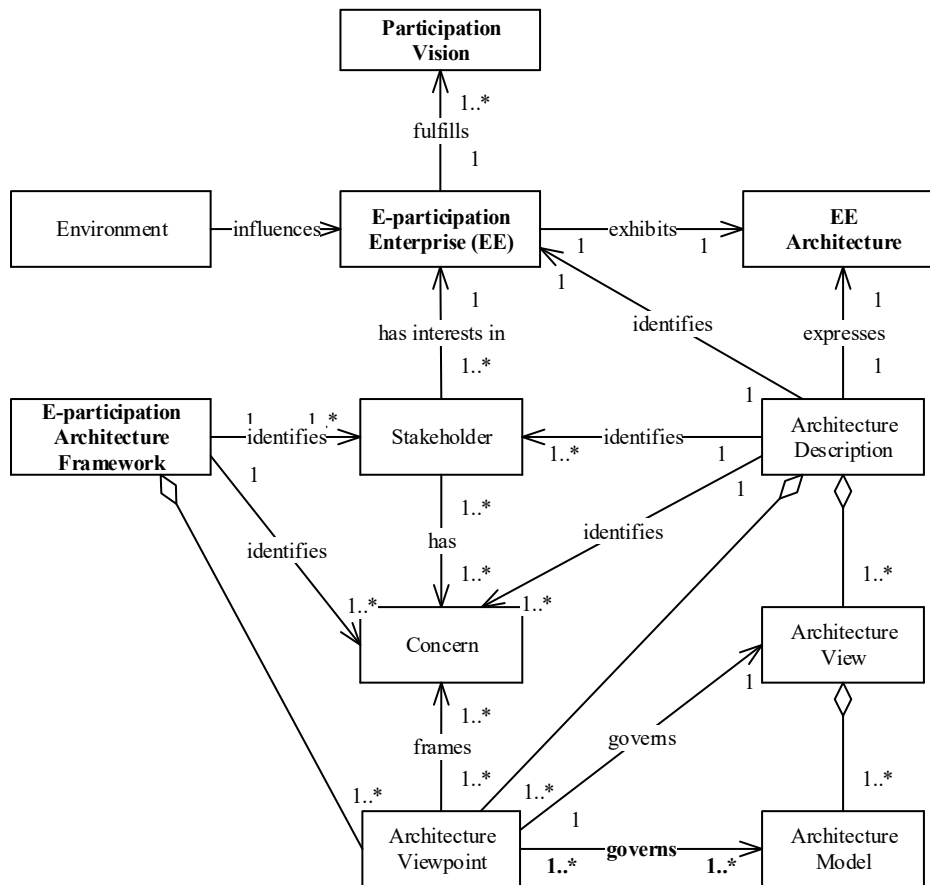 Participation
Vision
1..*
fulfills
1
Environment
influences
E-participation
Enterprise (EE)
1
exhibits
1
EE
Architecture
1
1
1
identifies
has interests in
expresses
1..*
1
1
E-participation
Architecture
Framework
1
1..*
identifies
Stakeholder
identifies
1..*
1
Architecture
Description
1
1
1..*
has
identifies
identifies
1..*
1..*
1..*
1..*
Concern
Architecture
View
1
1..*
frames
governs
1..*
1..*
1..*
1..*
1
Architecture
Viewpoint
governs
1..*
1..*
Architecture
Model